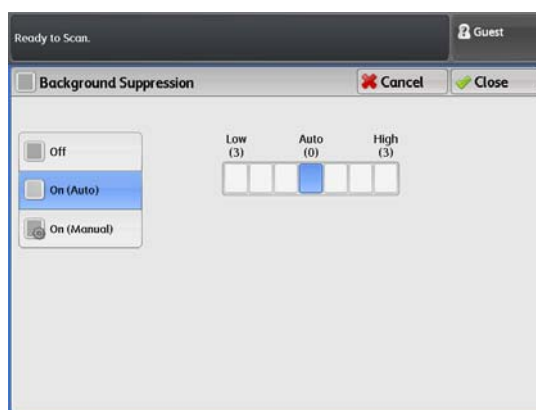 Ready to Scan.
Guest
Background Suppression
Cancel
Close
Off
On (Auto)
On (Manual)
Low Auto High
(3) (0) (3)